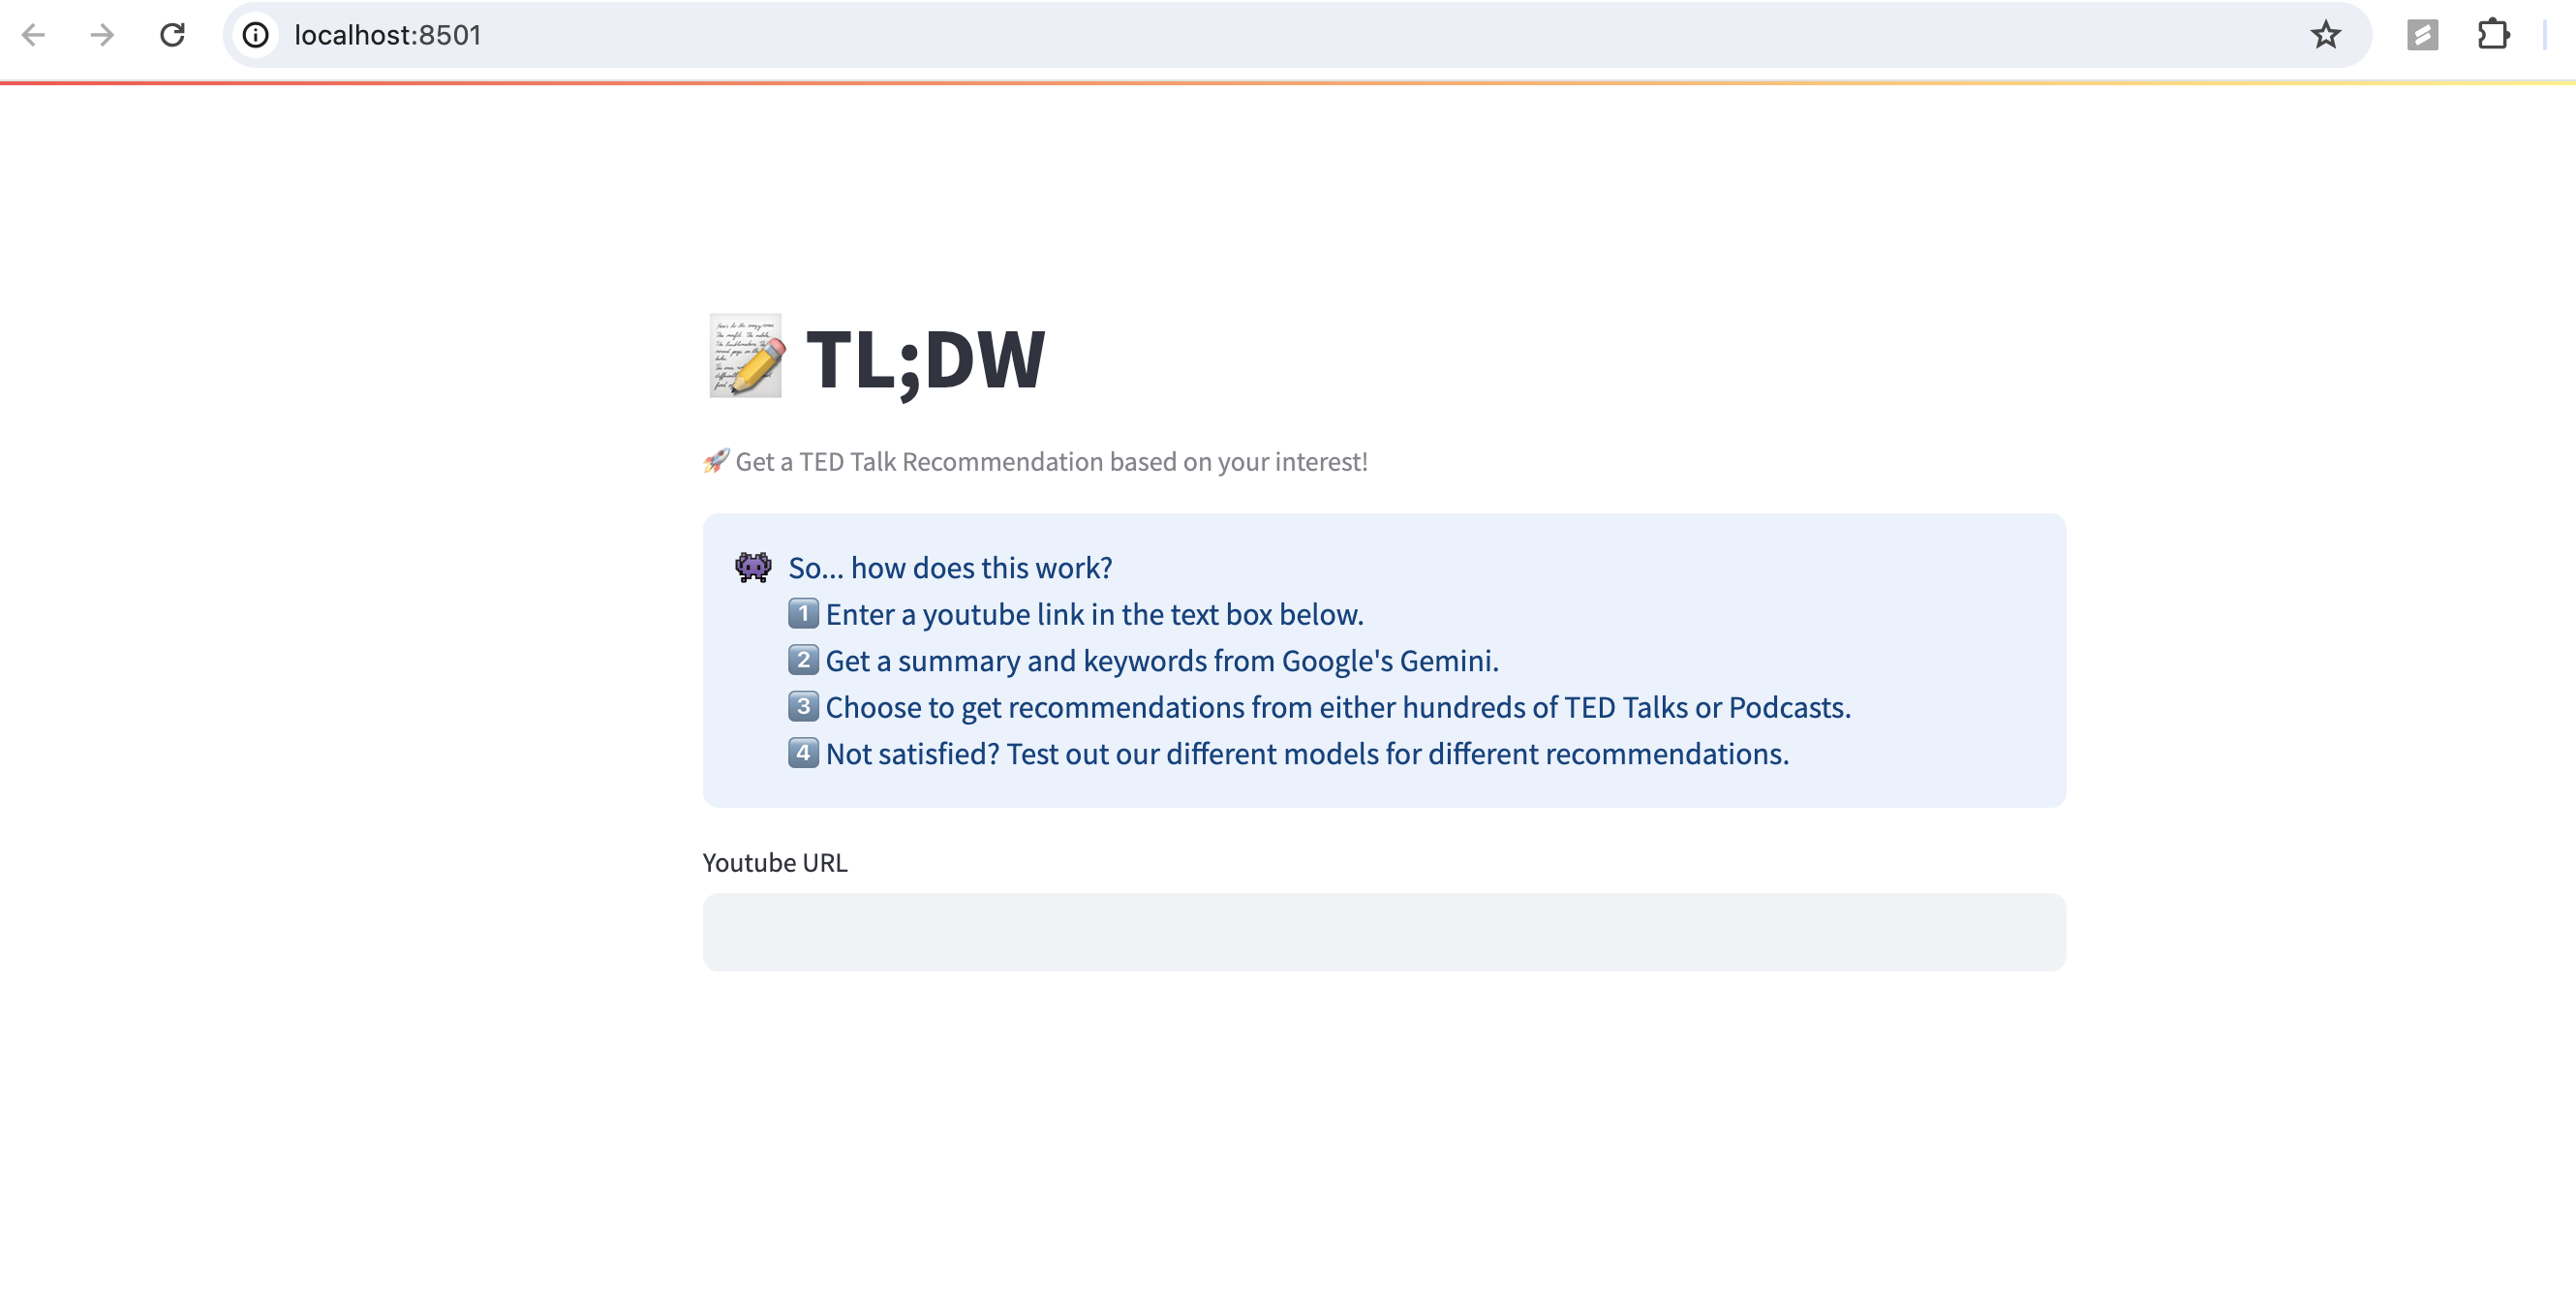 localhost:8501
📝 TL;DW
🚀 Get a TED Talk Recommendation based on your interest!
👾 So... how does this work?
1️⃣ Enter a youtube link in the text box below.
2️⃣ Get a summary and keywords from Google's Gemini.
3️⃣ Choose to get recommendations from either hundreds of TED Talks or Podcasts.
4️⃣ Not satisfied? Test out our different models for different recommendations.
Youtube URL